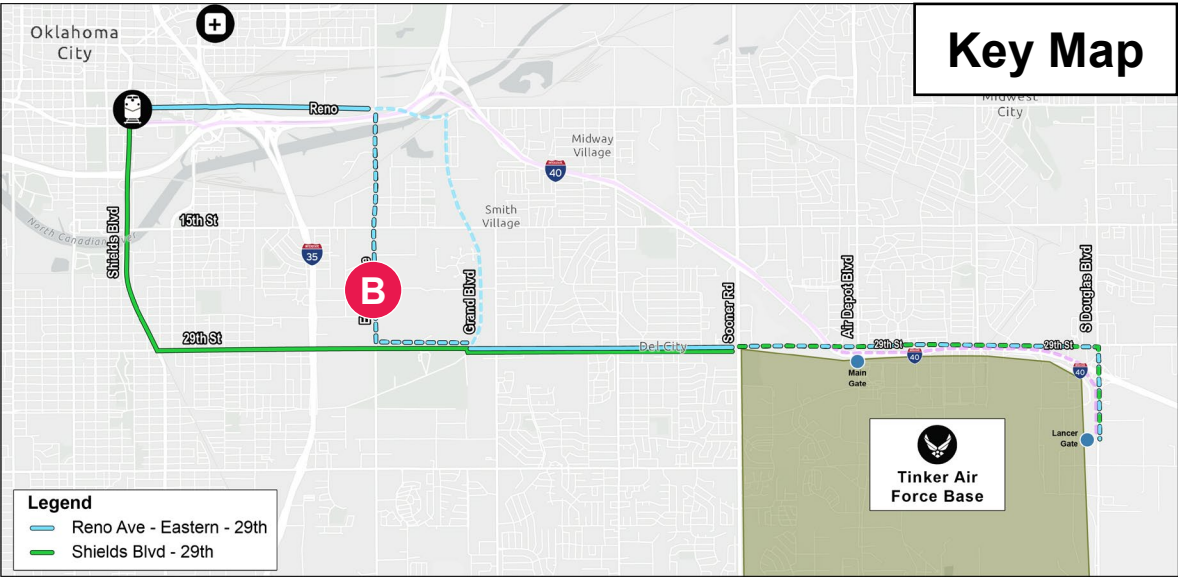 Key Map
Oklahoma
City
Midwest
City
Reno
Midway
Village
40
Smith
Village
15th St
Shields Blvd
35
B
Grand Blvd
Sooner Rd
Air Depot Blvd
S Douglas Blvd
29th St
Del City
29th St
40
29th St
40
Main
Gate
Lancer
Gate
Tinker Air
Force Base
Legend
Reno Ave - Eastern - 29th
Shields Blvd - 29th